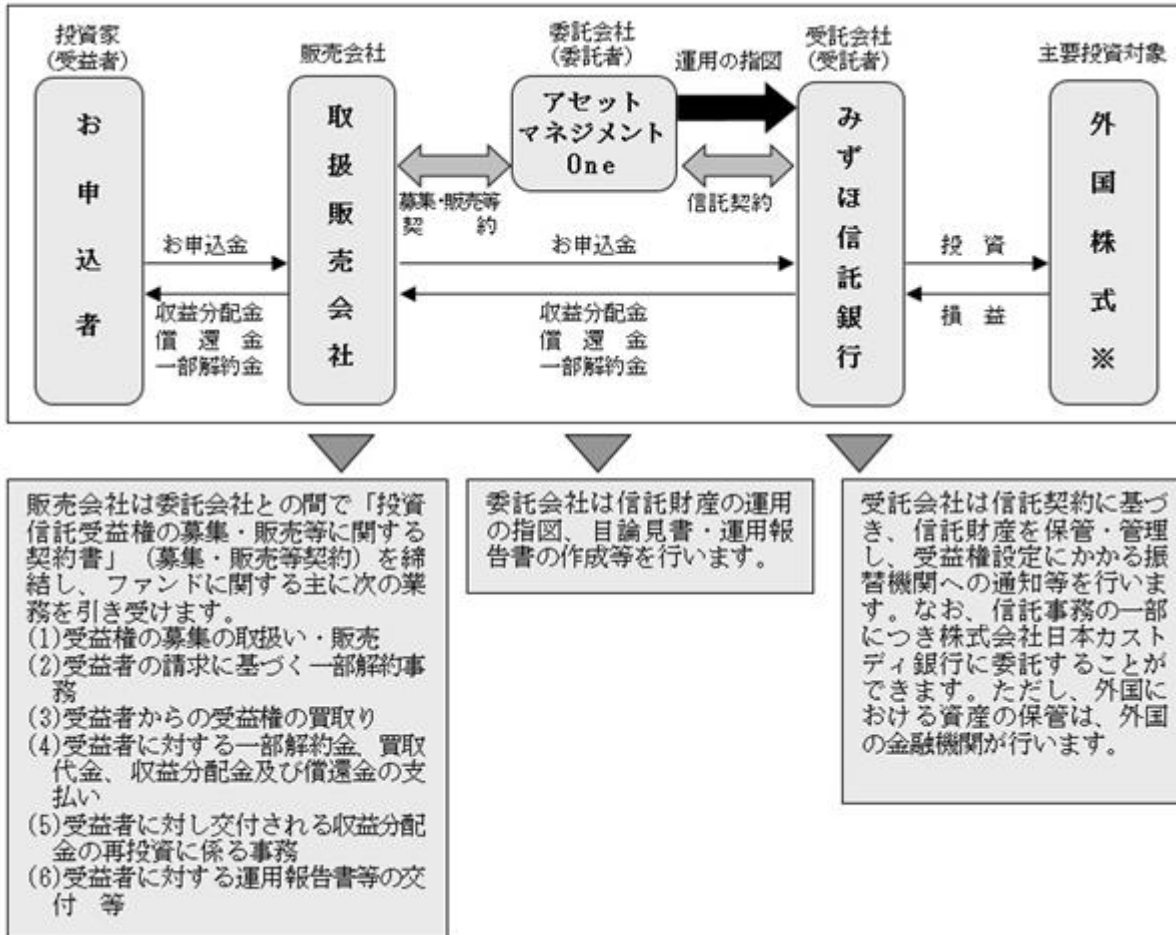 投資家
(受益者)
お申込者
販売会社
取扱販売会社
委託会社
(委託者)
アセット
マネジメント
One
運用の指図
受託会社
(受託者)
みずほ信託銀行
主要投資対象
外国株式※
募集・販売等
契　　　約
信託契約
お申込金
収益分配金
償　還　金
一部解約金
お申込金
収益分配金
償　還　金
一部解約金
投　資
損　益
販売会社は委託会社との間で「投資
信託受益権の募集・販売等に関する
契約書」（募集・販売等契約）を締
結し、ファンドに関する主に次の業
務を引き受けます。
(1)受益権の募集の取扱い・販売
(2)受益者の請求に基づく一部解約事
務
(3)受益者からの受益権の買取り
(4)受益者に対する一部解約金、買取
代金、収益分配金及び償還金の支
払い
(5)受益者に対し交付される収益分配
金の再投資に係る事務
(6)受益者に対する運用報告書等の交
付　等
委託会社は信託財産の運用
の指図、目論見書・運用報
告書の作成等を行います。
受託会社は信託契約に基づ
き、信託財産を保管・管理
し、受益権設定にかかる振
替機関への通知等を行いま
す。なお、信託事務の一部
につき株式会社日本カスト
ディ銀行に委託することが
できます。ただし、外国に
おける資産の保管は、外国
の金融機関が行います。